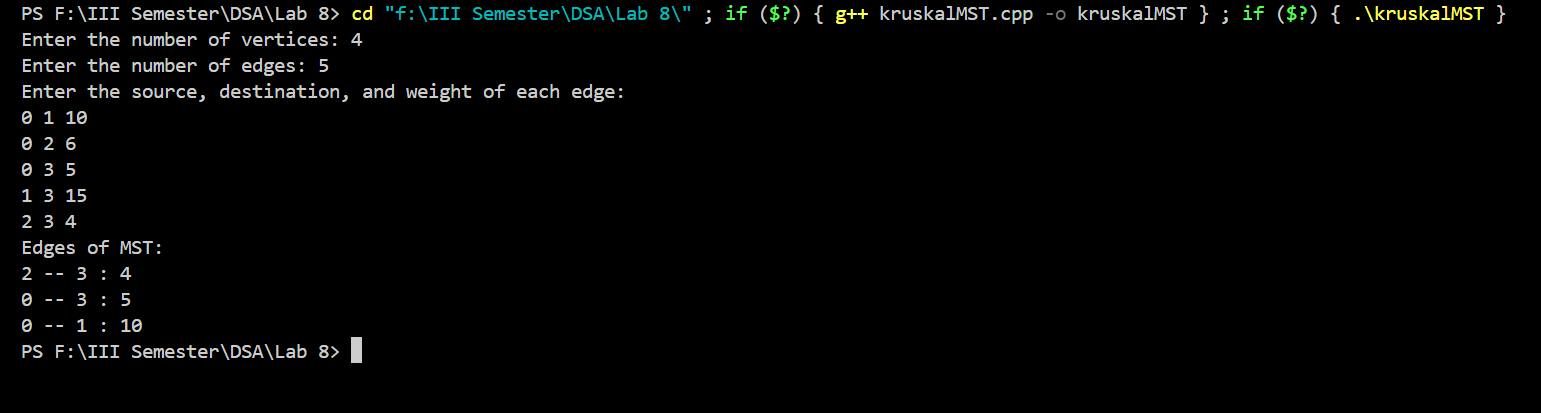 PS F:\III Semester\DSA\Lab 8> cd "f:\III Semester\DSA\Lab 8\" ; if ($?) { g++ kruskalMST.cpp -o kruskalMST } ; if ($?) { .\kruskalMST }
Enter the number of vertices: 4
Enter the number of edges: 5
Enter the source, destination, and weight of each edge:
0 1 10
0 2 6
0 3 5
1 3 15
2 3 4
Edges of MST:
2 -- 3 : 4
0 -- 3 : 5
0 -- 1 : 10
PS F:\III Semester\DSA\Lab 8>